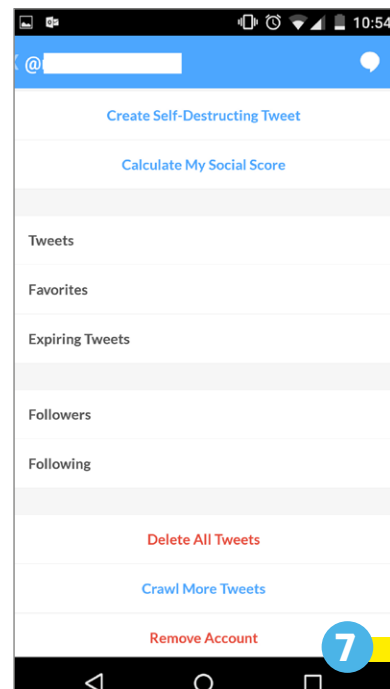 10:54
@
Create Self-Destructing Tweet
Calculate My Social Score
Tweets
Favorites
Expiring Tweets
Followers
Following
Delete All Tweets
Crawl More Tweets
Remove Account
7